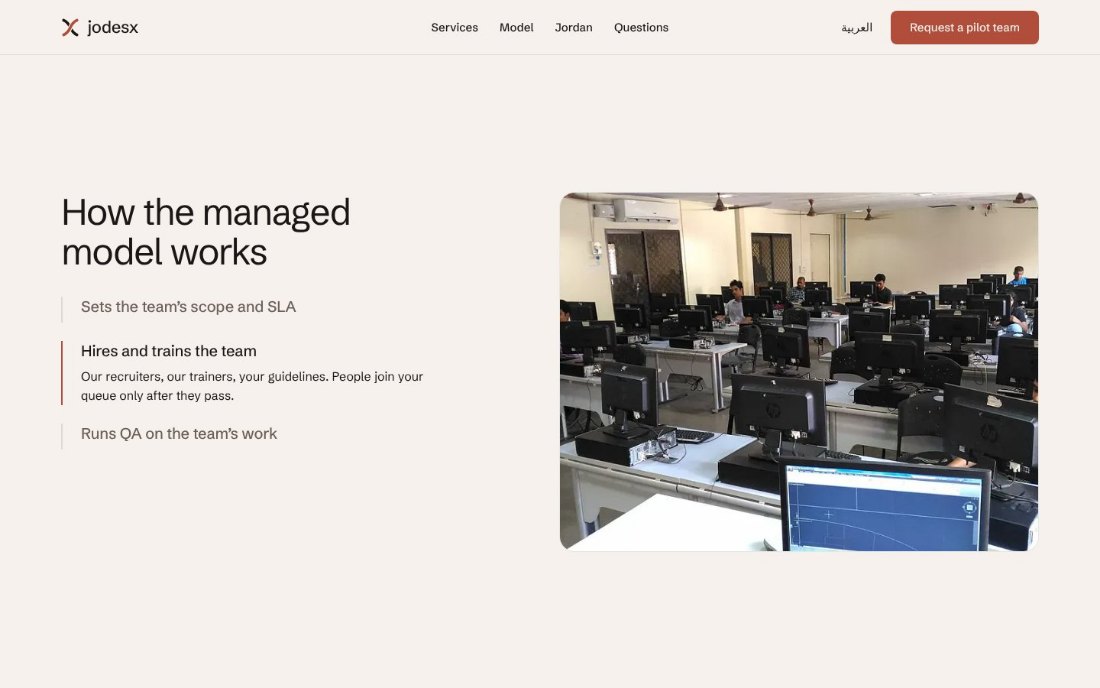 jodesx
Services
Model
Jordan
Questions
العربية
Request a pilot team
How the managed
model works
Sets the team’s scope and SLA
Hires and trains the team
Our recruiters, our trainers, your guidelines. People join your
queue only after they pass.
Runs QA on the team’s work
hp